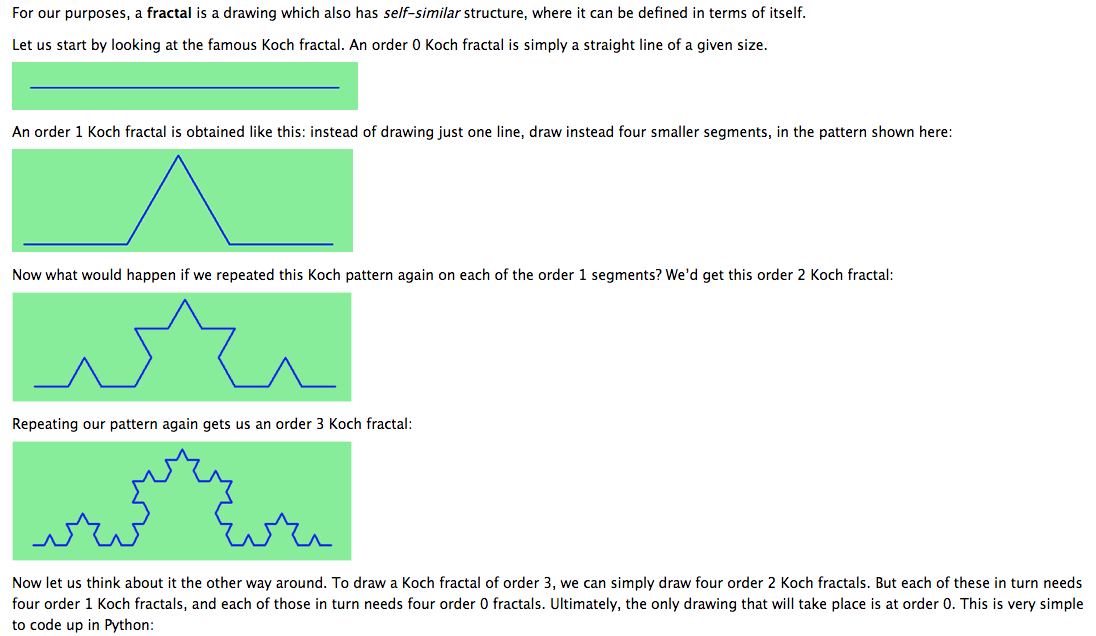 For our purposes, a fractal is a drawing which also has self-similar structure, where it can be defined in terms of itself.
Let us start by looking at the famous Koch fractal. An order 0 Koch fractal is simply a straight line of a given size.
An order 1 Koch fractal is obtained like this: instead of drawing just one line, draw instead four smaller segments, in the pattern shown here:
Now what would happen if we repeated this Koch pattern again on each of the order 1 segments? We'd get this order 2 Koch fractal:
Repeating our pattern again gets us an order 3 Koch fractal:
Now let us think about it the other way around. To draw a Koch fractal of order 3, we can simply draw four order 2 Koch fractals. But each of these in turn needs
four order 1 Koch fractals, and each of those in turn needs four order 0 fractals. Ultimately, the only drawing that will take place is at order 0. This is very simple
to code up in Python: